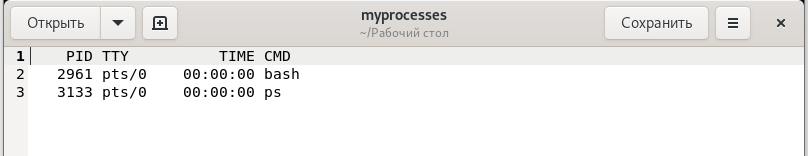 Открыть
myprocesses
~/Рабочий стол
Сохранить
1 PID TTY TIME CMD
2 2961 pts/0 00:00:00 bash
3 3133 pts/0 00:00:00 ps